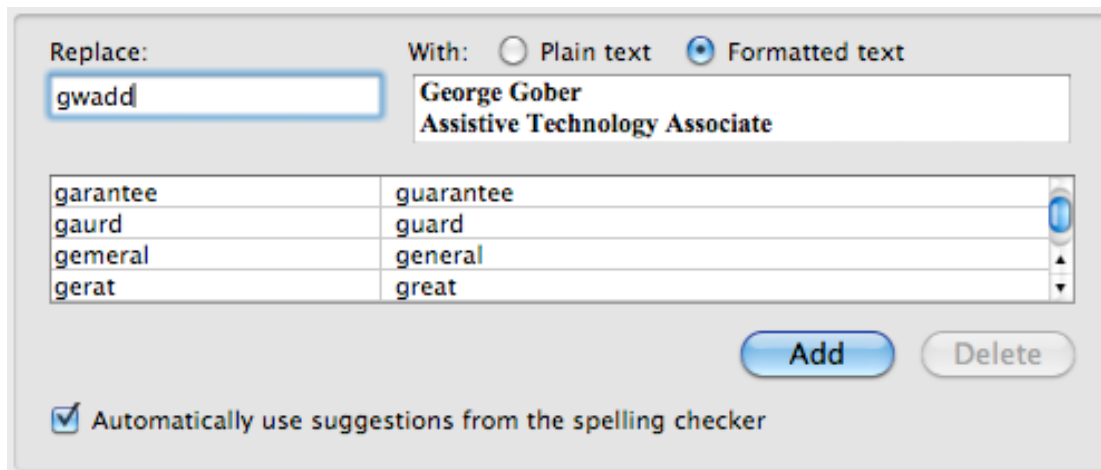 Replace: With: Plain text Formatted text
gwadd George Gober
Assistive Technology Associate
garantee guarantee
gaurd guard
gemeral general
gerat great
Add Delete
Automatically use suggestions from the spelling checker